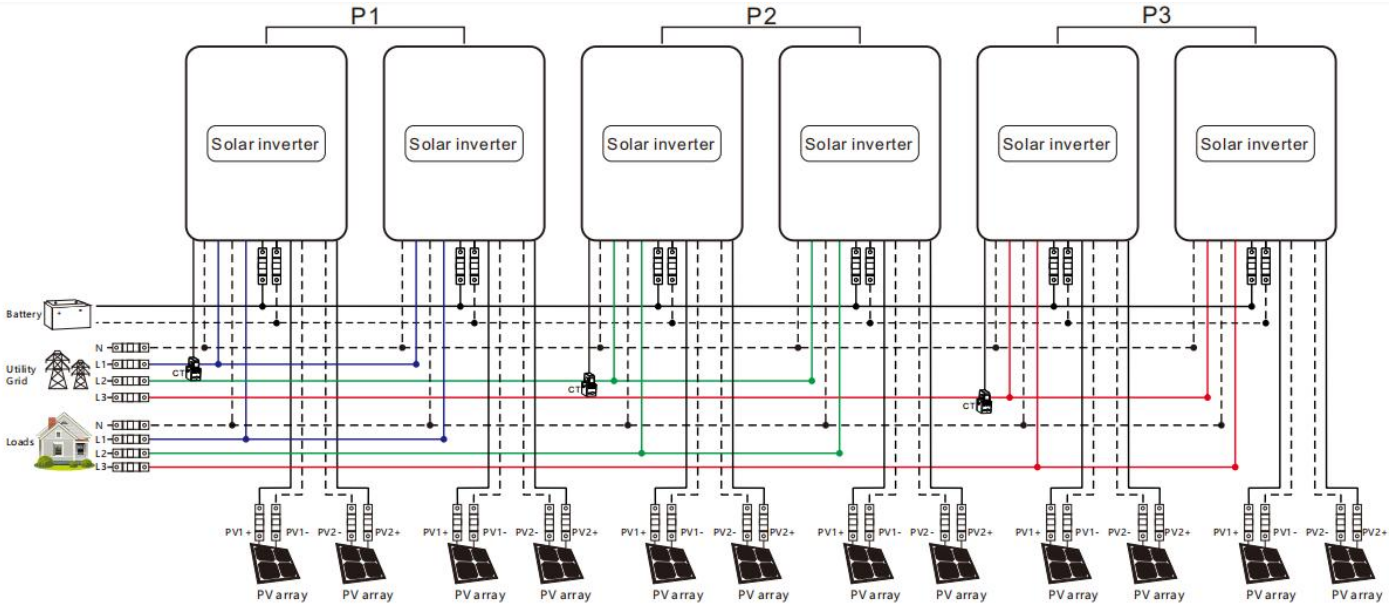 P1 P2 P3
Solar inverter Solar inverter Solar inverter Solar inverter Solar inverter Solar inverter
Battery
+ -
Utility
Grid
N
L1
L2
L3
CT CT CT
Loads
N
L1
L2
L3
PV1+ PV1- PV2- PV2+ PV1+ PV1- PV2- PV2+ PV1+ PV1- PV2- PV2+ PV1+ PV1- PV2- PV2+ PV1+ PV1- PV2- PV2+ PV1+ PV1- PV2- PV2+
PV array PV array PV array PV array PV array PV array PV array PV array PV array PV array PV array PV array